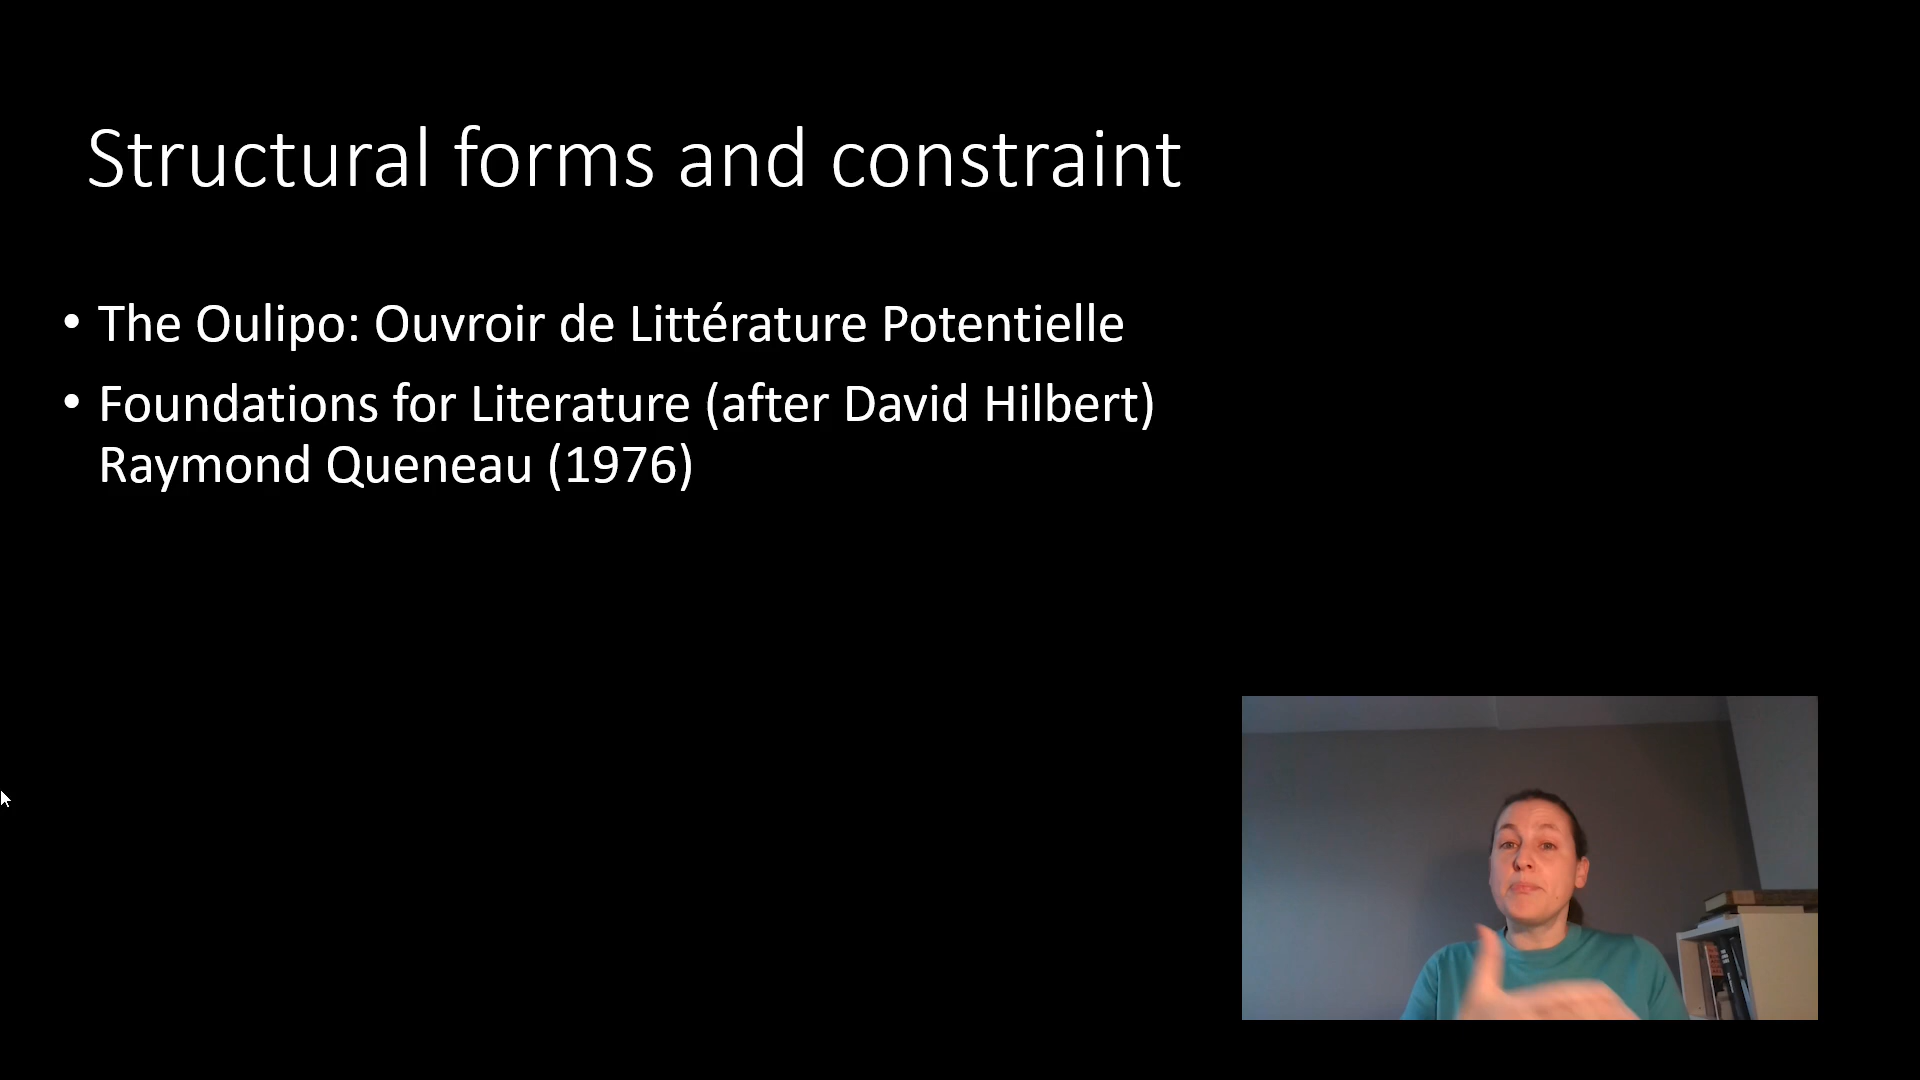 Structural forms and constraint
• The Oulipo: Ouvroir de Littérature Potentielle
• Foundations for Literature (after David Hilbert)
Raymond Queneau (1976)